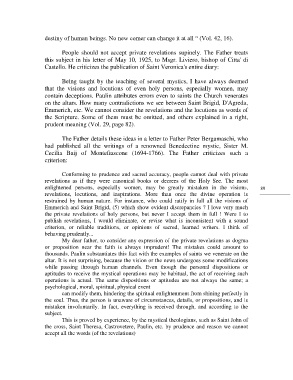 destiny of human beings. No new corner can change it at all." (Vol. 42, 16).
People should not accept private revelations supinely. The Father treats
this subject in his letter of May 10, 1925, to Msgr. Liviero, bishop of Citta' di
Castello. He criticizes the publication of Saint Veronica's entire diary:
Being taught by the reaching of several mystics, I have always deemed
that the visions and locutions of even holy persons, especially women, may
contain deceptions. Paulin attributes errors even to saints the Church venerates
on the altars. How many contradictions we see between Saint Brigid, D'Agreda,
Emmerich, etc. We cannot consider the revelations and the locutions as words of
the Scripture. Some of them must be omitted, and others explained in a right,
prudent meaning (Vol. 29, page 82).
The Father details these ideas in a letter to Father Peter Bergamaschi, who
had published all the writings of a renowned Benedictine mystic, Sister M.
Cecilia Baij of Montefiascone (1694-1766). The Father criticizes such a
criterion:
Conforming to prudence and sacred accuracy, people cannot deal with private
revelations as if they were canonical books or decrees of the Holy See. The most
enlightened persons, especially women, may be greatly mistaken in the visions,
revelations, locutions, and inspirations. More than once the divine operation is
restrained by human nature. For instance, who could ratify in full all the visions of
Emmerich and Saint Brigid, (5) which show evident discrepancies ? I love very much
the private revelations of holy persons, but never I accept them in full ! Were I to
publish revelations, I would eliminate, or revise what is inconsistent with a sound
criterion, or reliable traditions, or opinions of sacred, learned writers. I think of
behaving prudently...
My dear father, to consider any expression of the private revelations as dogma
or proposition near the faith is always imprudent! The mistakes could amount to
thousands. Paulin substantiates this fact with the examples of saints we venerate on the
altar. It is not surprising, because the vision or the news undergoes some modifications
while passing through human channels. Even though the personal dispositions or
aptitudes to receive the mystical operations may be habitual, the act of receiving such
operations is actual. The same dispositions or aptitudes are not always the same; a
psychological, moral, spiritual, physical event
can modify them, hindering the spiritual enlightenment from shining perfectly in
the soul. Thus, the person is unaware of circumstances, details, or propositions, and is
mistaken involuntarily. In fact, everything is received through, and according to the
subject.
This is proved by experience, by the mystical theologians, such as Saint John of
the cross, Saint Theresa, Castrovetere, Paulin, etc. by prudence and reason we cannot
accept all the words (of the revelations)